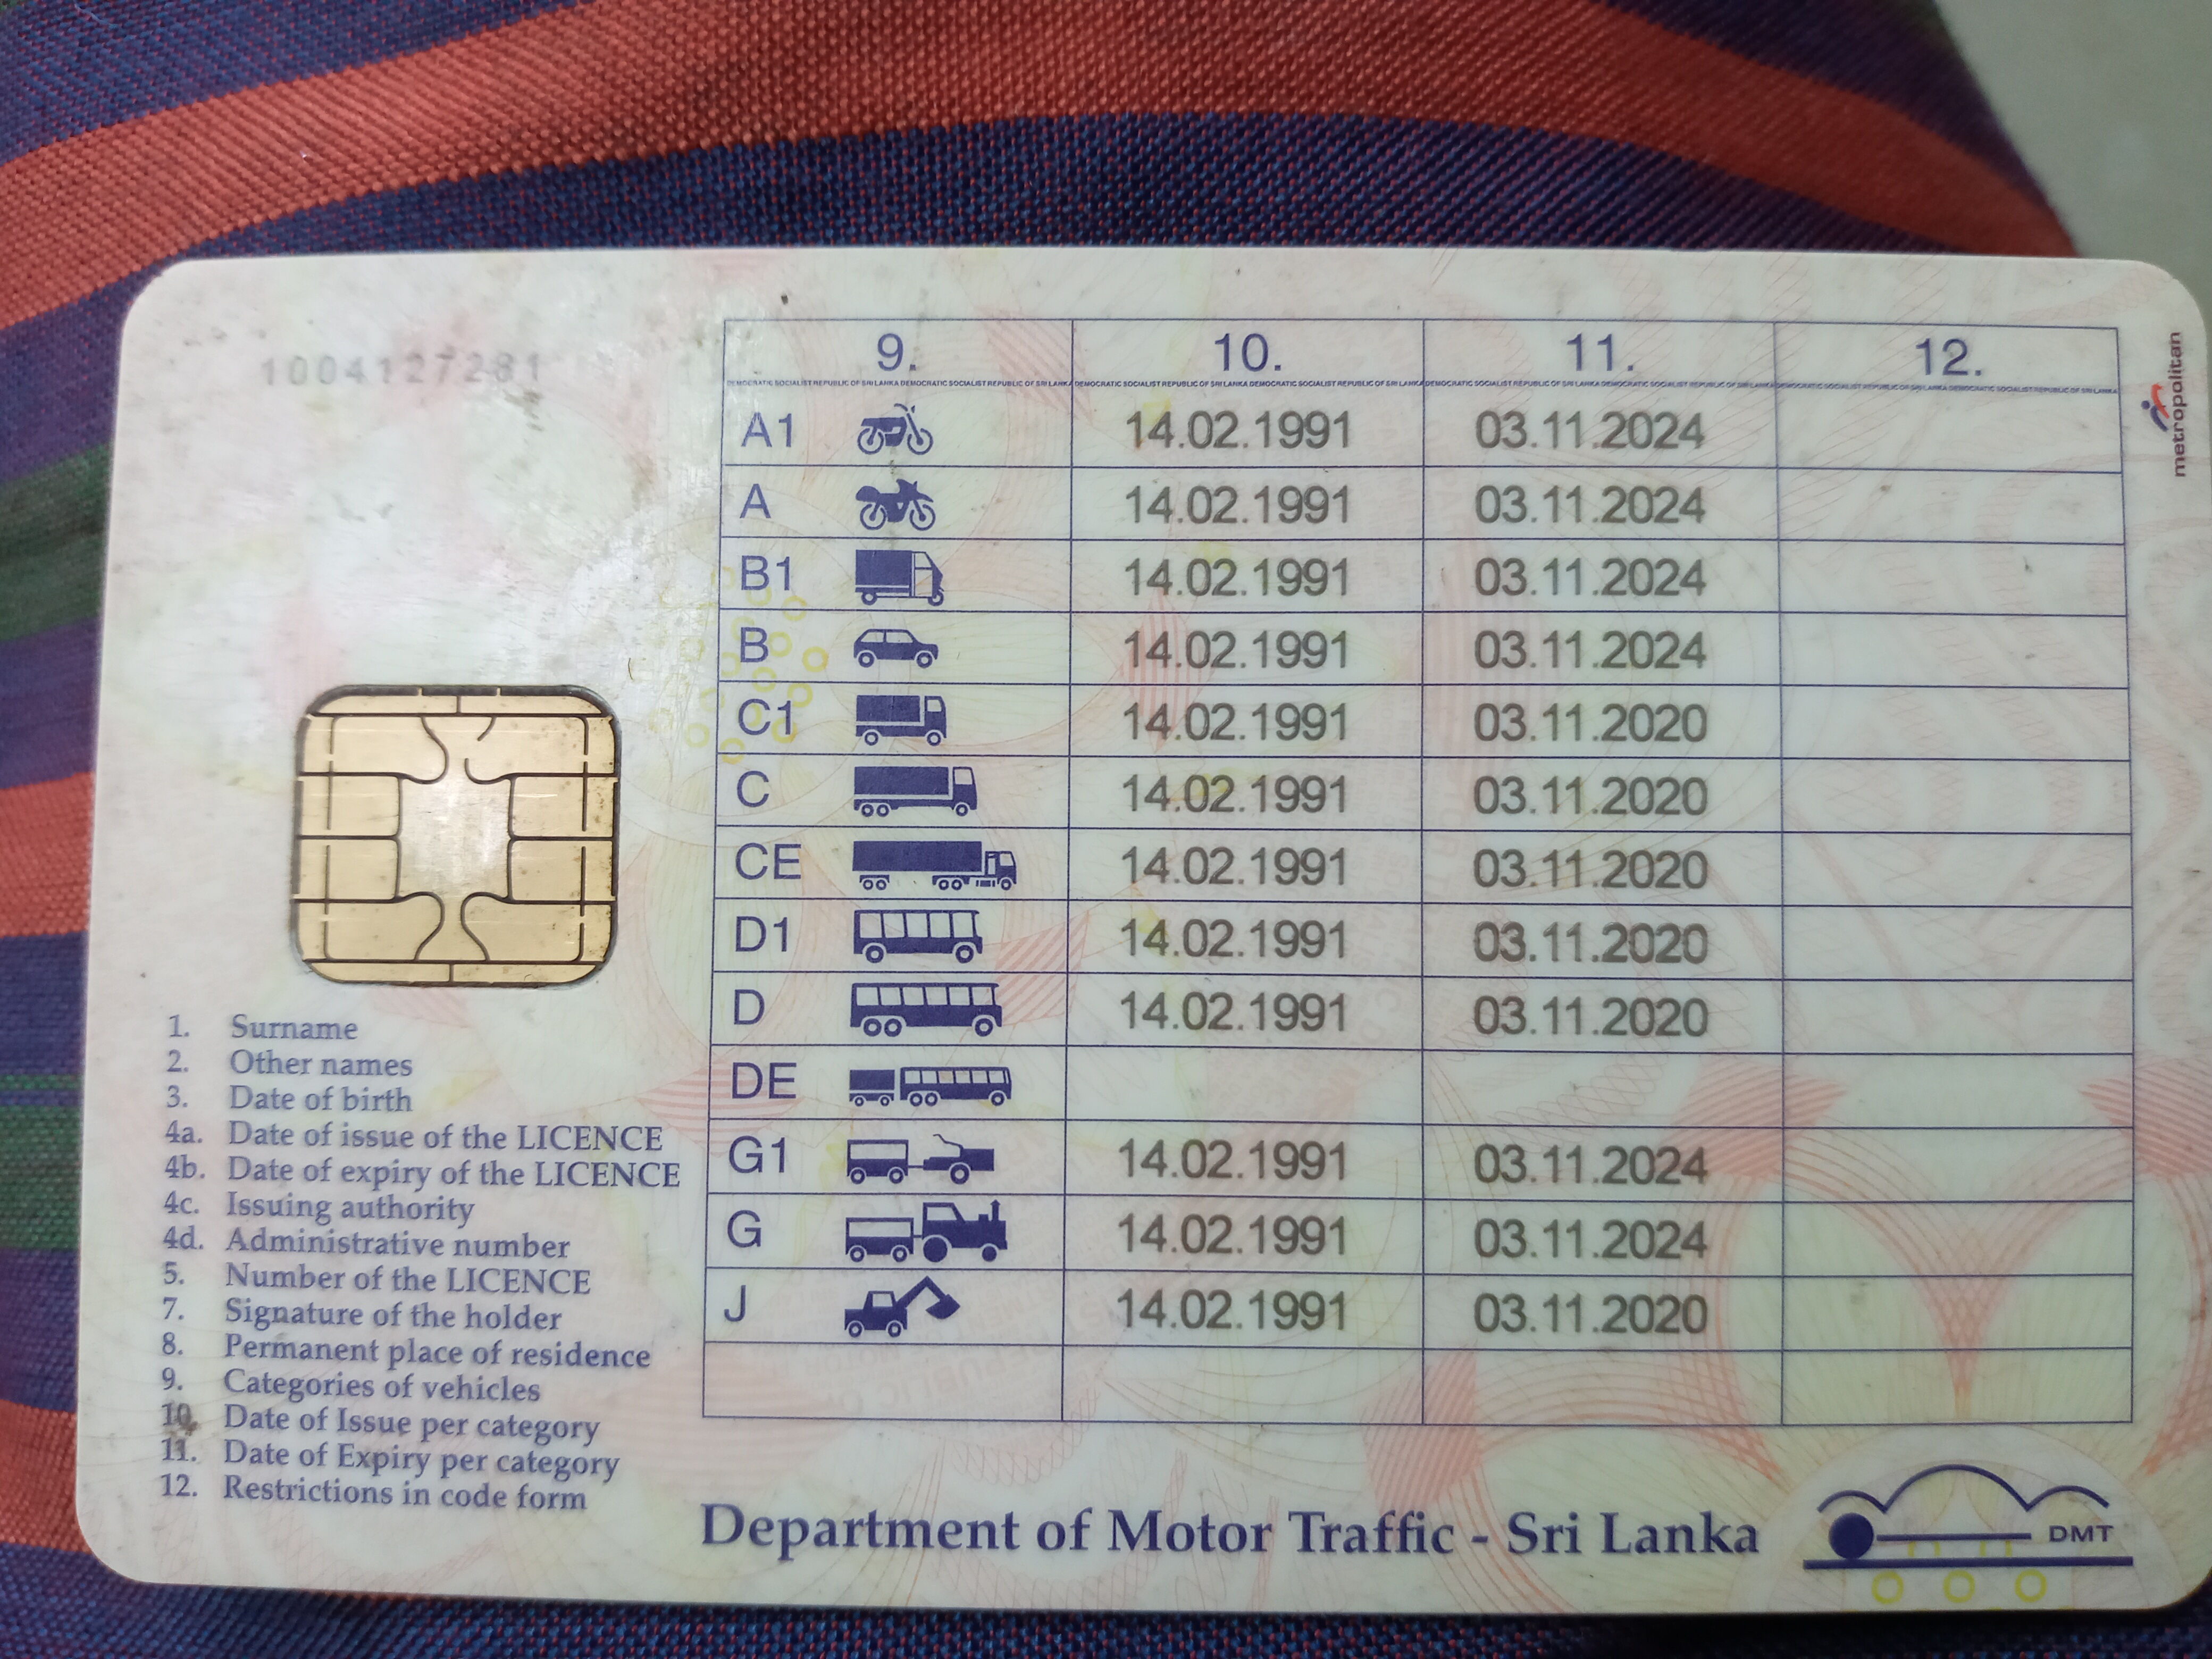 1004127281
9. 10. 11. 12.
DEMOCRATIC SOCIALIST REPUBLIC OF SRI LANKA DEMOCRATIC SOCIALIST REPUBLIC OF SRI LANKA DEMOCRATIC SOCIALIST REPUBLIC OF SRI LANKA
A1 14.02.1991 03.11.2024
A 14.02.1991 03.11.2024
B1 14.02.1991 03.11.2024
B 14.02.1991 03.11.2024
C1 14.02.1991 03.11.2020
C 14.02.1991 03.11.2020
CE 14.02.1991 03.11.2020
D1 14.02.1991 03.11.2020
D 14.02.1991 03.11.2020
DE
G1 14.02.1991 03.11.2024
G 14.02.1991 03.11.2024
J 14.02.1991 03.11.2020
1. Surname
2. Other names
3. Date of birth
4a. Date of issue of the LICENCE
4b. Date of expiry of the LICENCE
4c. Issuing authority
4d. Administrative number
5. Number of the LICENCE
7. Signature of the holder
8. Permanent place of residence
9. Categories of vehicles
10. Date of Issue per category
11. Date of Expiry per category
12. Restrictions in code form
Department of Motor Traffic - Sri Lanka
DMT
metropolitan